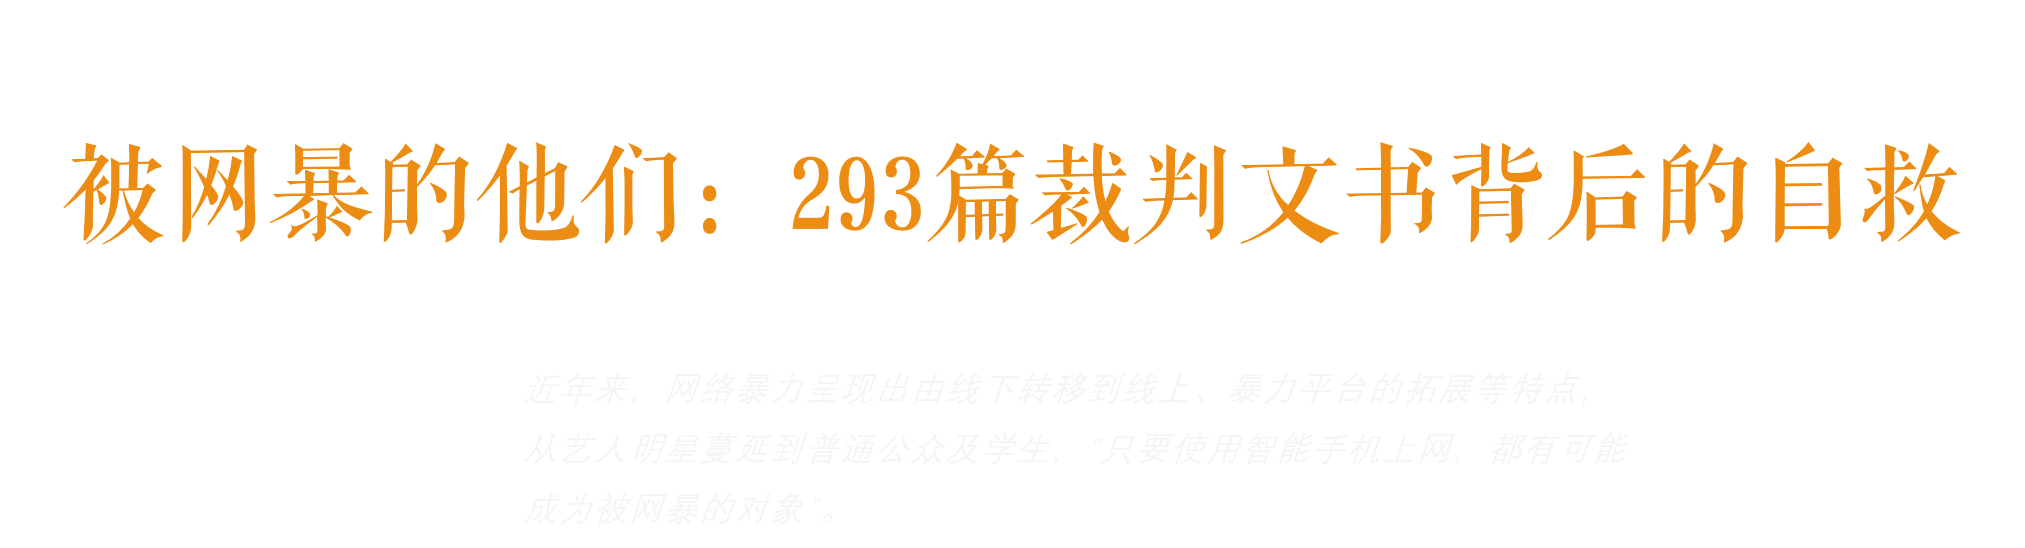 被网暴的他们：293篇裁判文书背后的自救
近年来，网络暴力呈现出由线下转移到线上、暴力平台的拓展等特点，
从艺人明星蔓延到普通公众及学生，“只要使用智能手机上网，都有可能
成为被网暴的对象”。